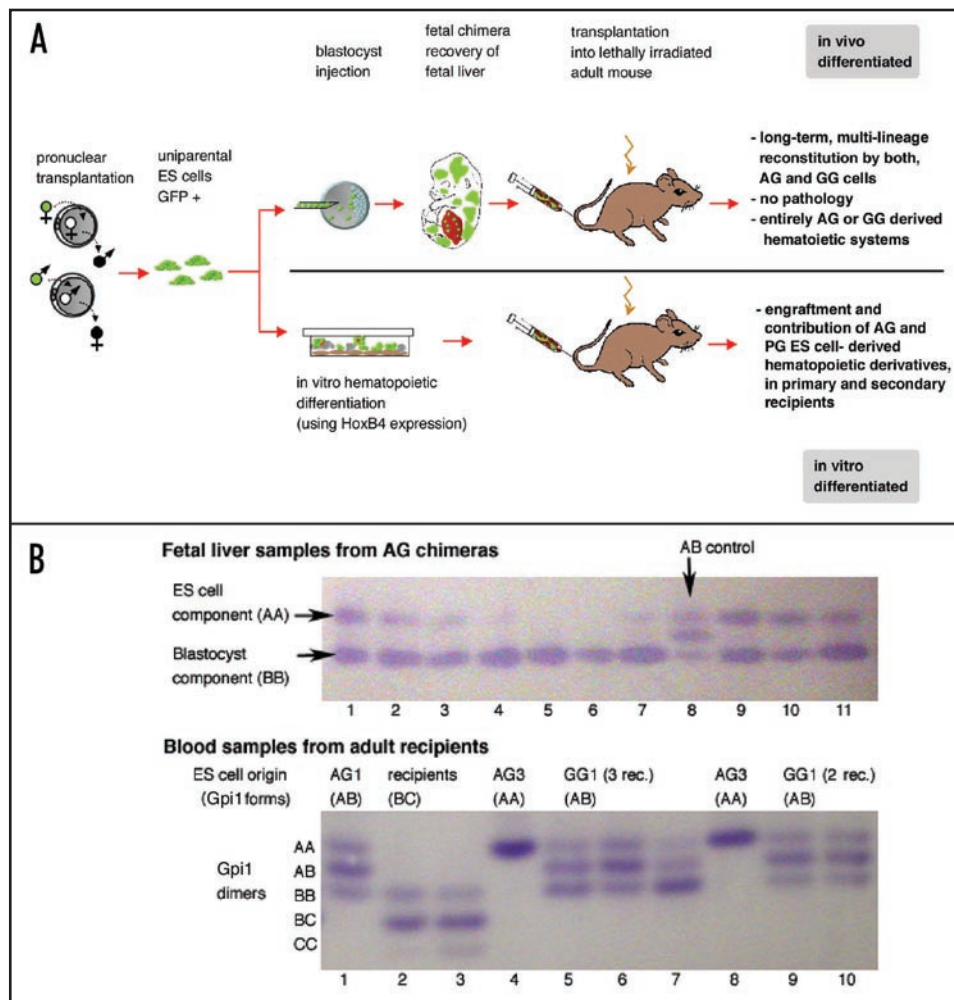 A
blastocyst
injection
fetal chimera
recovery of
fetal liver
transplantation
into lethally irradiated
adult mouse
in vivo
differentiated
pronuclear
transplantation
uniparental
ES cells
GFP +
- long-term, multi-lineage
reconstitution by both,
AG and GG cells
- no pathology
- entirely AG or GG derived
hematoietic systems
in vitro hematopoietic
differentiation
(using HoxB4 expression)
- engraftment and
contribution of AG and
PG ES cell- derived
hematopoietic derivatives,
in primary and secondary
recipients
in vitro
differentiated
B
Fetal liver samples from AG chimeras
AB control
ES cell
component (AA)
Blastocyst
component (BB)
1 2 3 4 5 6 7 8 9 10 11
Blood samples from adult recipients
ES cell origin AG1 recipients AG3 GG1 (3 rec.) AG3 GG1 (2 rec.)
(Gpi1 forms) (AB) (BC) (AA) (AB) (AA) (AB)
Gpi1
dimers
AA
AB
BB
BC
CC
1 2 3 4 5 6 7 8 9 10